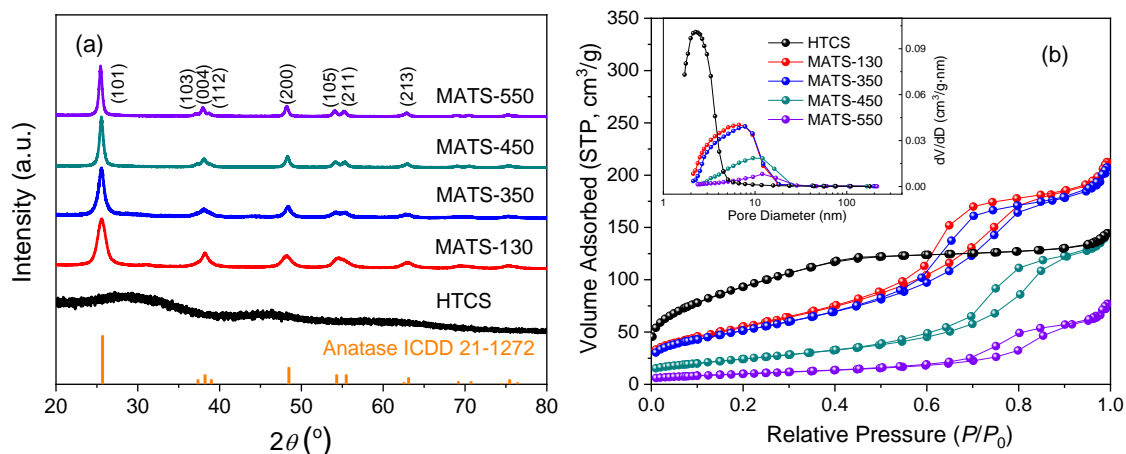 (a)
(101)
(103)
(004)
(112)
(200)
(105)
(211)
(213)
MATS-550
MATS-450
MATS-350
MATS-130
HTCS
Anatase ICDD 21-1272
Intensity (a.u.)
20 30 40 50 60 70 80
2θ (°)
(b)
350
300
250
200
150
100
50
0
Volume Adsorbed (STP, cm³/g)
0.0 0.2 0.4 0.6 0.8 1.0
Relative Pressure (P/P₀)
HTCS
MATS-130
MATS-350
MATS-450
MATS-550
0.09
0.06
0.03
0.00
dV/dD (cm³/g·nm)
1 10 100
Pore Diameter (nm)